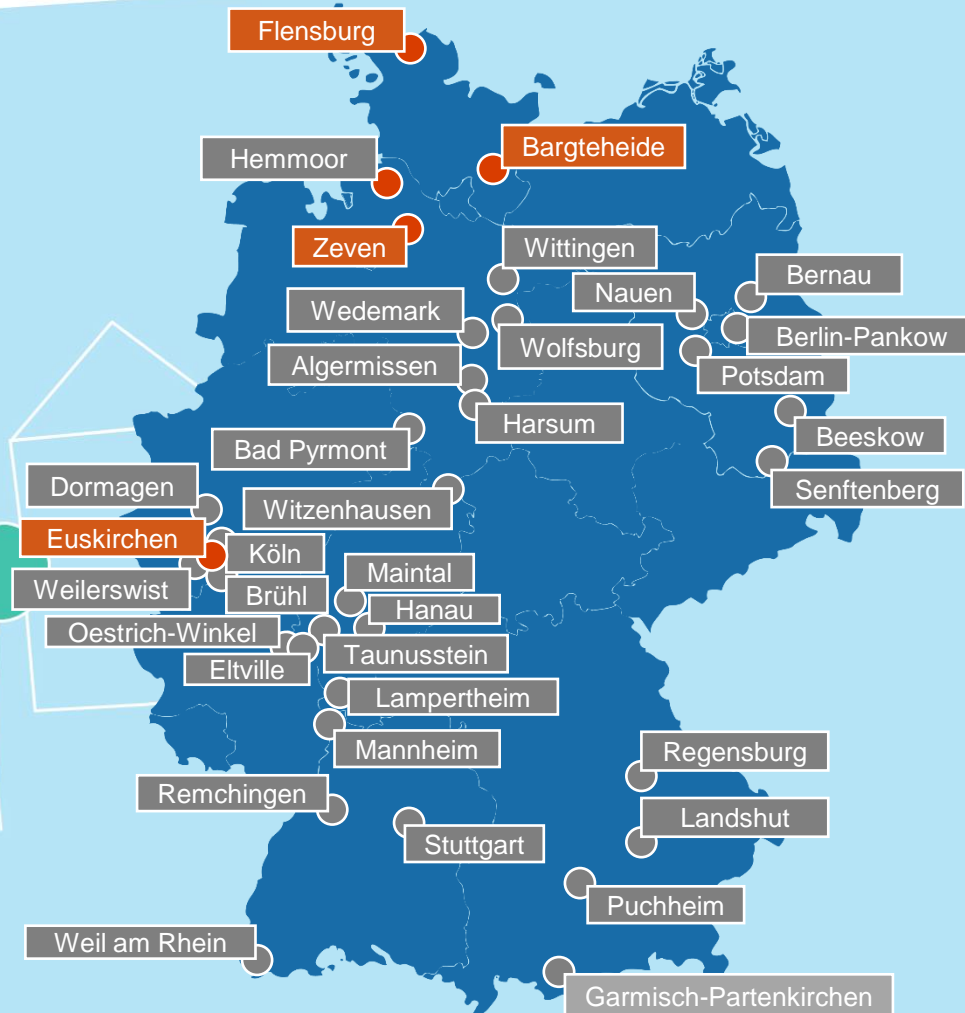 Flensburg
Bargteheide
Hemmoor
Zeven
Wittingen
Bernau
Nauen
Wedemark
Berlin-Pankow
Wolfsburg
Algermissen
Potsdam
Harsum
Beeskow
Bad Pyrmont
Dormagen
Senftenberg
Witzenhausen
Euskirchen
Köln
Maintal
Weilerswist
Brühl
Hanau
Oestrich-Winkel
Taunusstein
Eltville
Lampertheim
Mannheim
Regensburg
Remchingen
Landshut
Stuttgart
Puchheim
Weil am Rhein
Garmisch-Partenkirchen